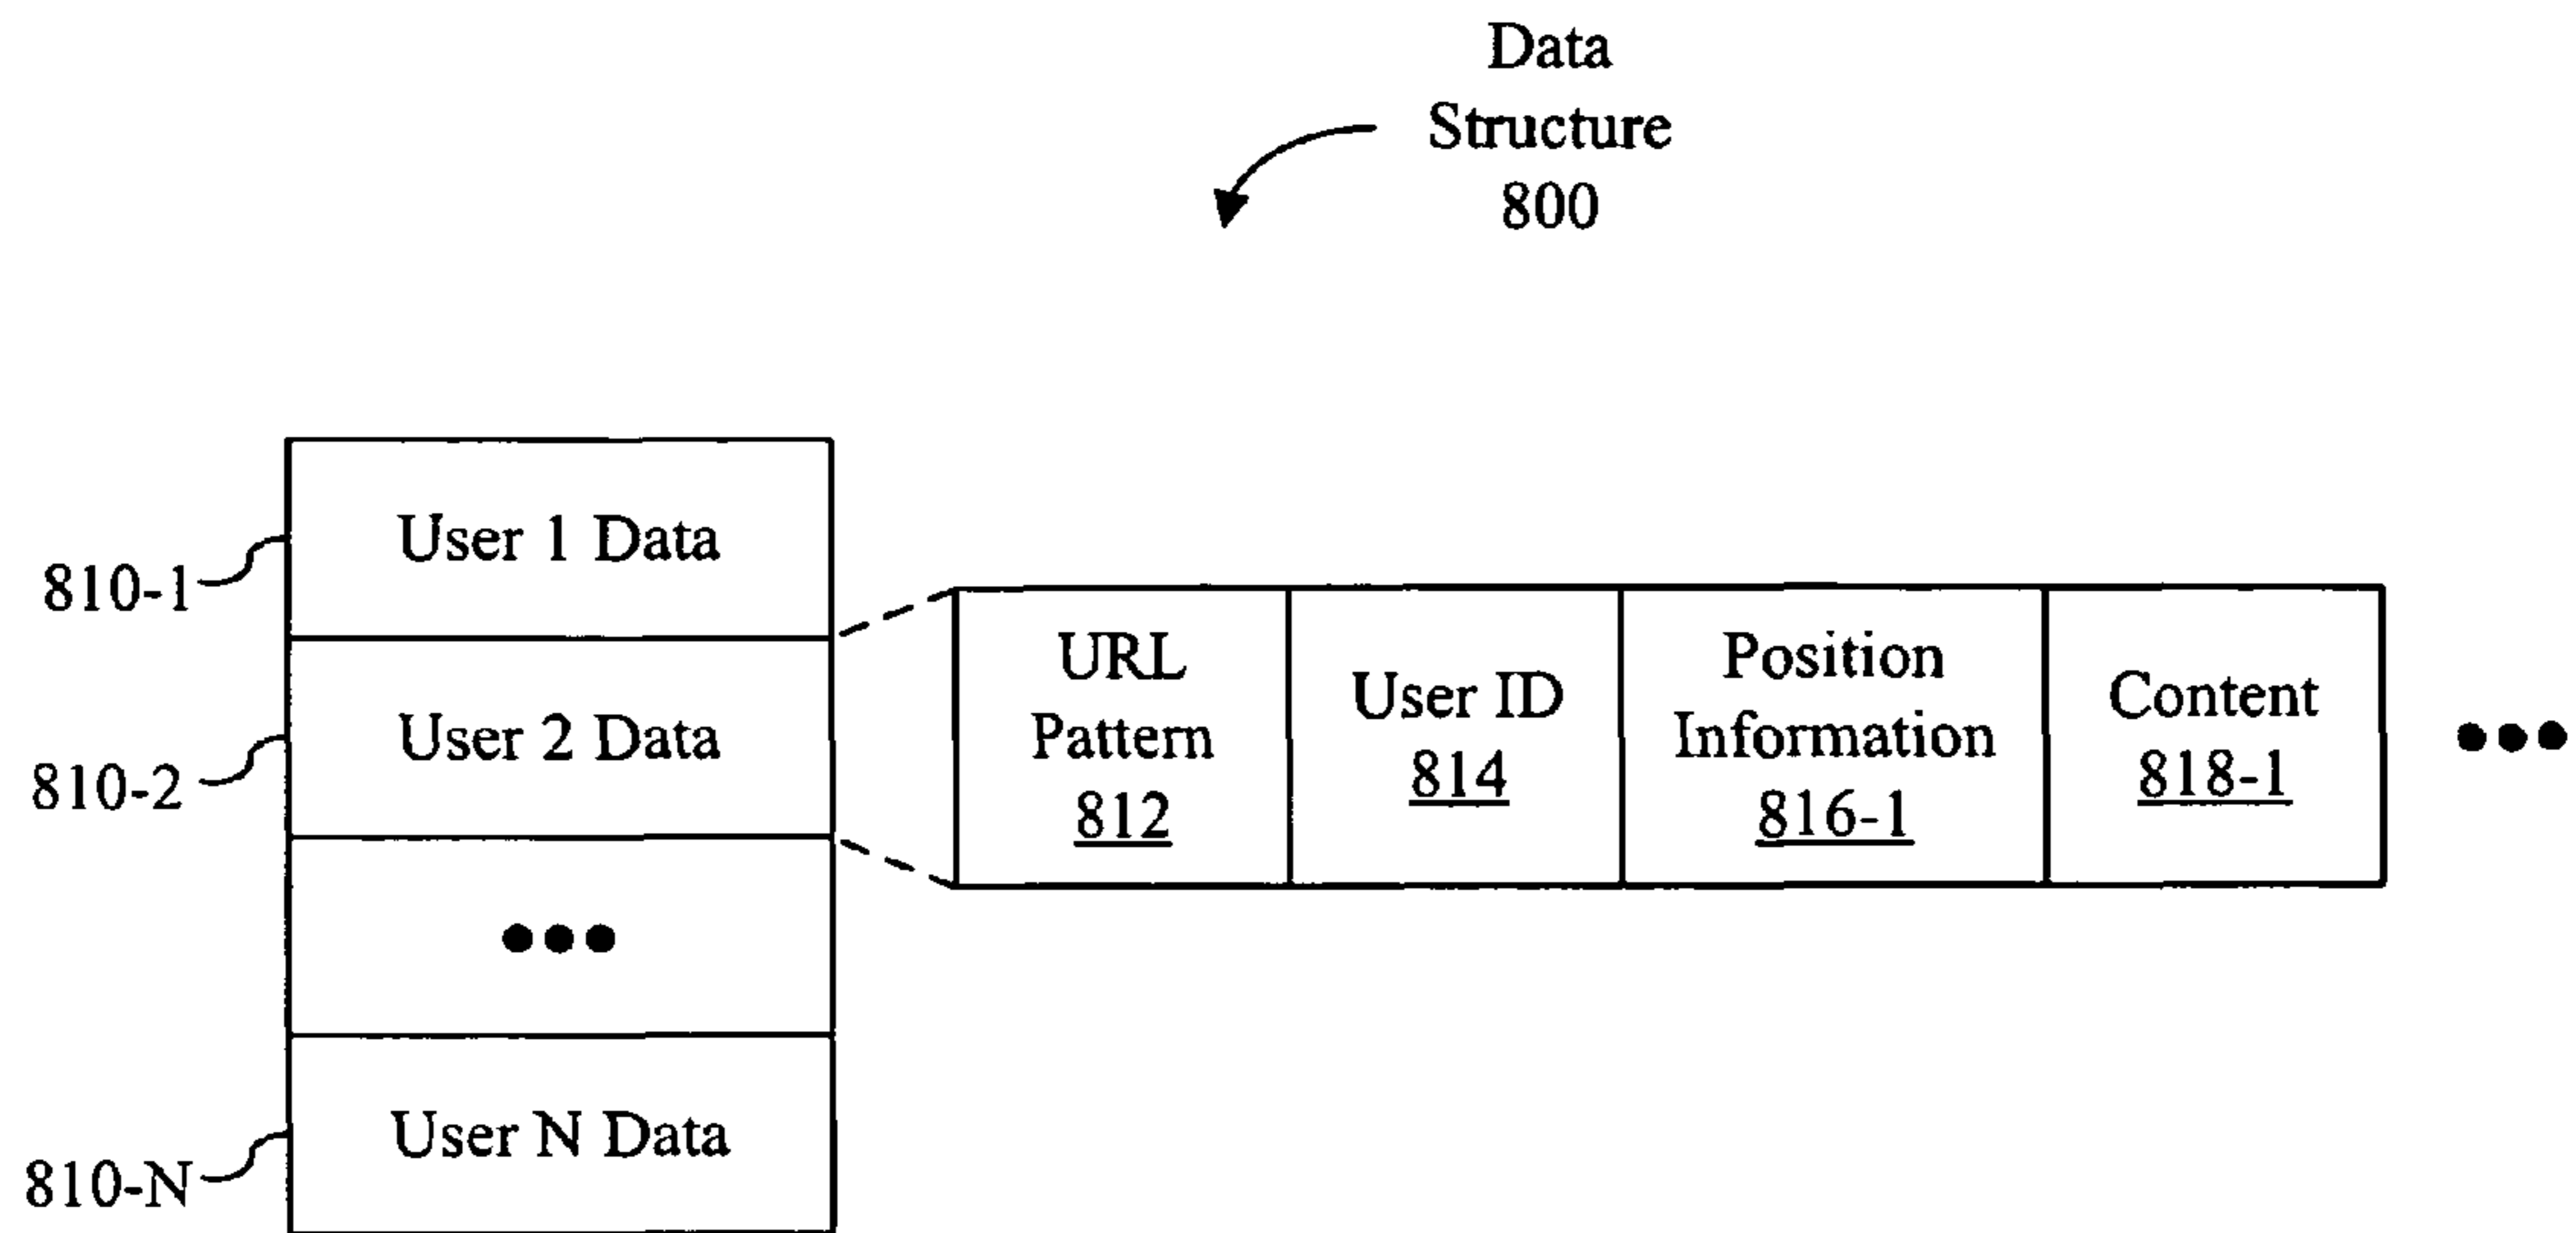 Data
Structure
800
User 1 Data
810-1
User 2 Data
810-2
User N Data
810-N
URL
Pattern
812
User ID
814
Position
Information
816-1
Content
818-1